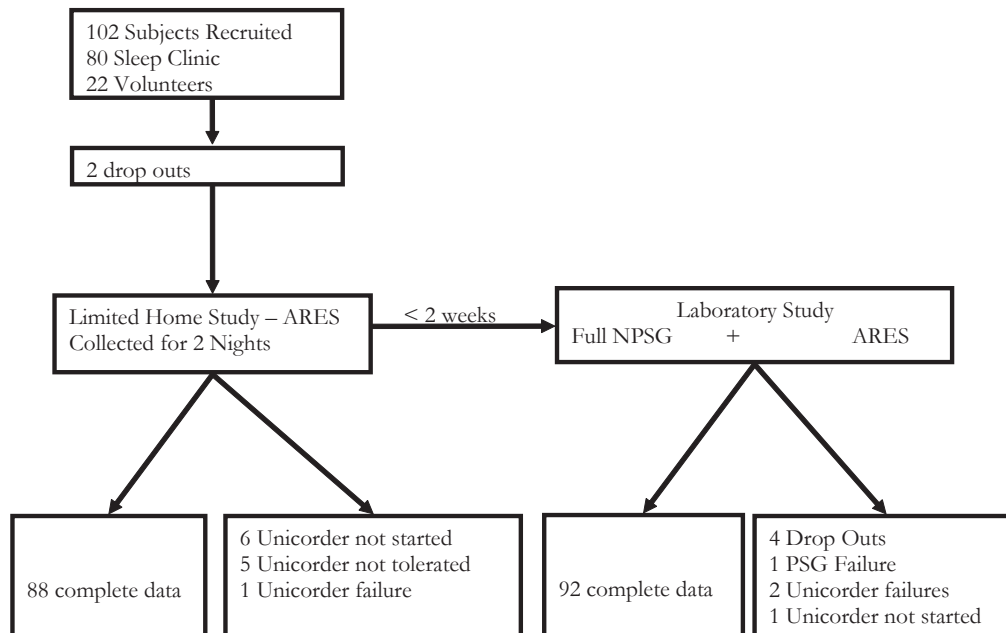 102 Subjects Recruited
80 Sleep Clinic
22 Volunteers
2 drop outs
Limited Home Study – ARES
Collected for 2 Nights
< 2 weeks
Laboratory Study
Full NPSG + ARES
88 complete data
6 Unicorder not started
5 Unicorder not tolerated
1 Unicorder failure
92 complete data
4 Drop Outs
1 PSG Failure
2 Unicorder failures
1 Unicorder not started